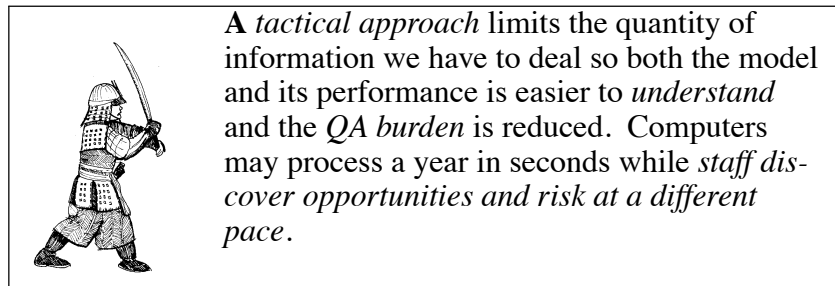 A tactical approach limits the quantity of
information we have to deal so both the model
and its performance is easier to understand
and the QA burden is reduced.  Computers
may process a year in seconds while staff dis-
cover opportunities and risk at a different
pace.